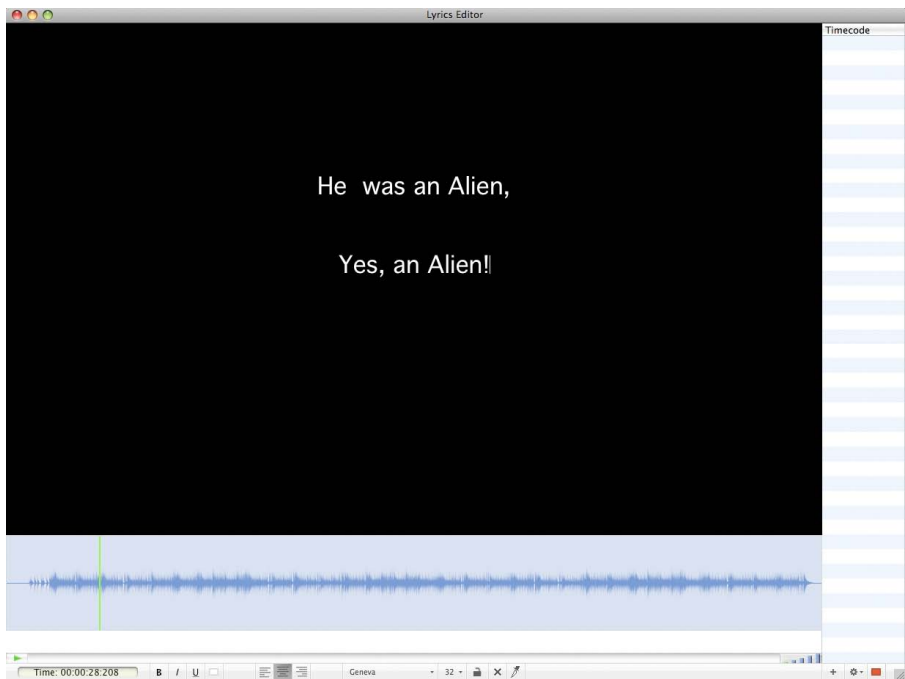 Lyrics Editor
Timecode
He  was an Alien,
Yes, an Alien!
Time: 00:00:28:208
B I U
Geneva
32